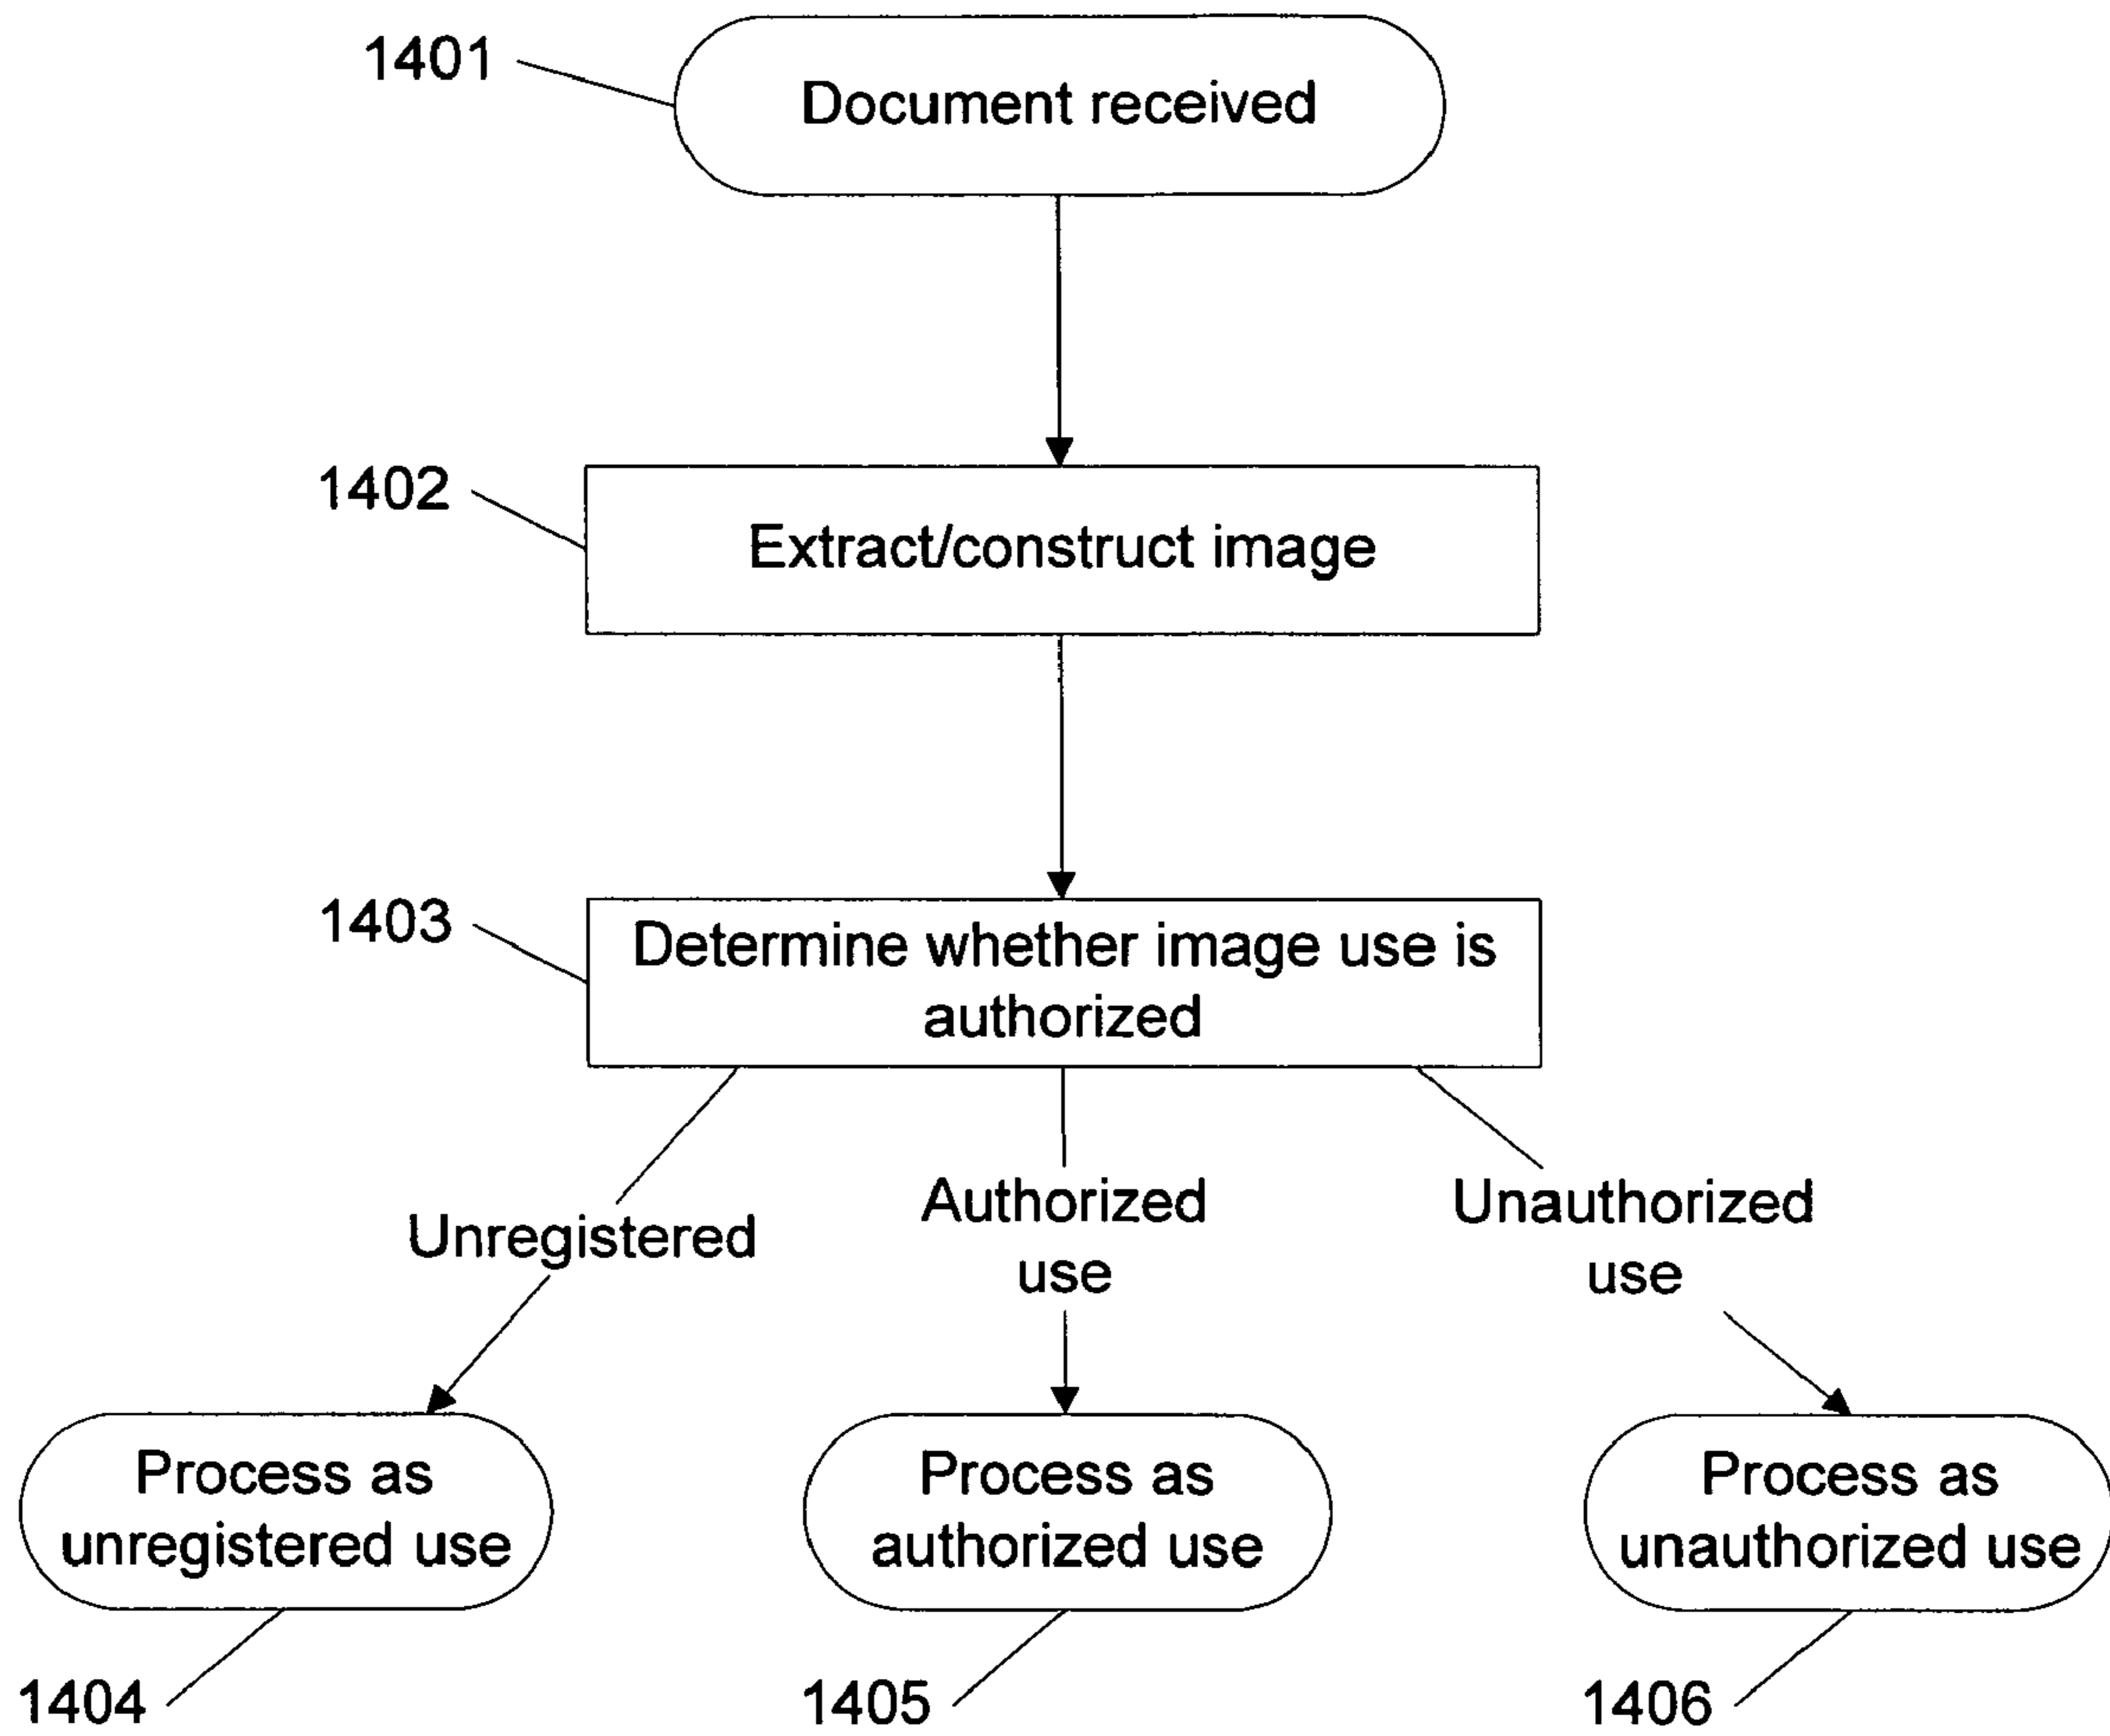 1401
Document received
1402
Extract/construct image
1403
Determine whether image use is
authorized
Unregistered
Authorized
use
Unauthorized
use
Process as
unregistered use
Process as
authorized use
Process as
unauthorized use
1404
1405
1406